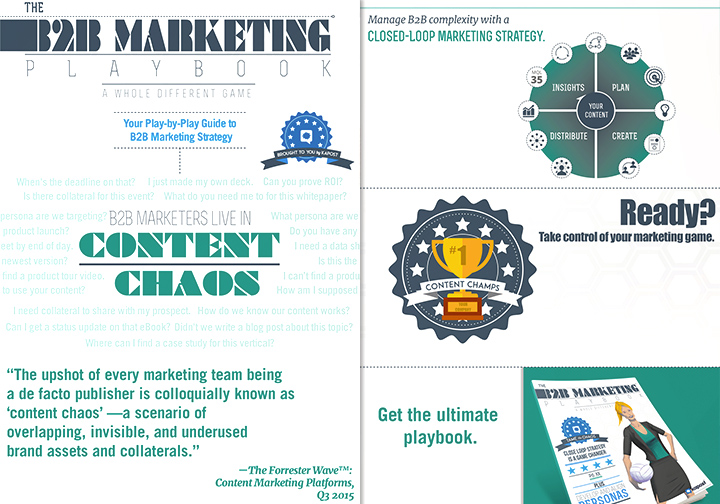 THE
B2B MARKETING
PLAYBOOK
A WHOLE DIFFERENT GAME
Your Play-by-Play Guide to
B2B Marketing Strategy
BROUGHT TO YOU by KAPOST
When's the deadline on that? I just made my own deck. Can you prove ROI?
Is there collateral for this event? What do you need me to for this whitepaper?
persona are we targeting? What persona are we
product launch? Do you have any
eet by end of day. I need a data sh
newest version? Is this the
find a product tour video. I can't find a produ
to use your content? How am I supposed
B2B MARKETERS LIVE IN
CONTENT
CHAOS
I need collateral to share with my prospect. How do we know our content works?
Can I get a status update on that eBook? Didn't we write a blog post about this topic?
Where can I find a case study for this vertical?
“The upshot of every marketing team being
a de facto publisher is colloquially known as
‘content chaos’ —a scenario of
overlapping, invisible, and underused
brand assets and collaterals.”
—The Forrester Wave™:
Content Marketing Platforms,
Q3 2015
Manage B2B complexity with a
CLOSED-LOOP MARKETING STRATEGY.
35
INSIGHTS
PLAN
YOUR
CONTENT
DISTRIBUTE
CREATE
Ready?
Take control of your marketing game.
#1
CONTENT CHAMPS
YOUR
COMPANY
Get the ultimate
playbook.
THE
B2B MARKETING
PLAYBOOK
CLOSE LOOP STRATEGY
IS A GAME CHANGER
PLUS
PERSONAS
kapost